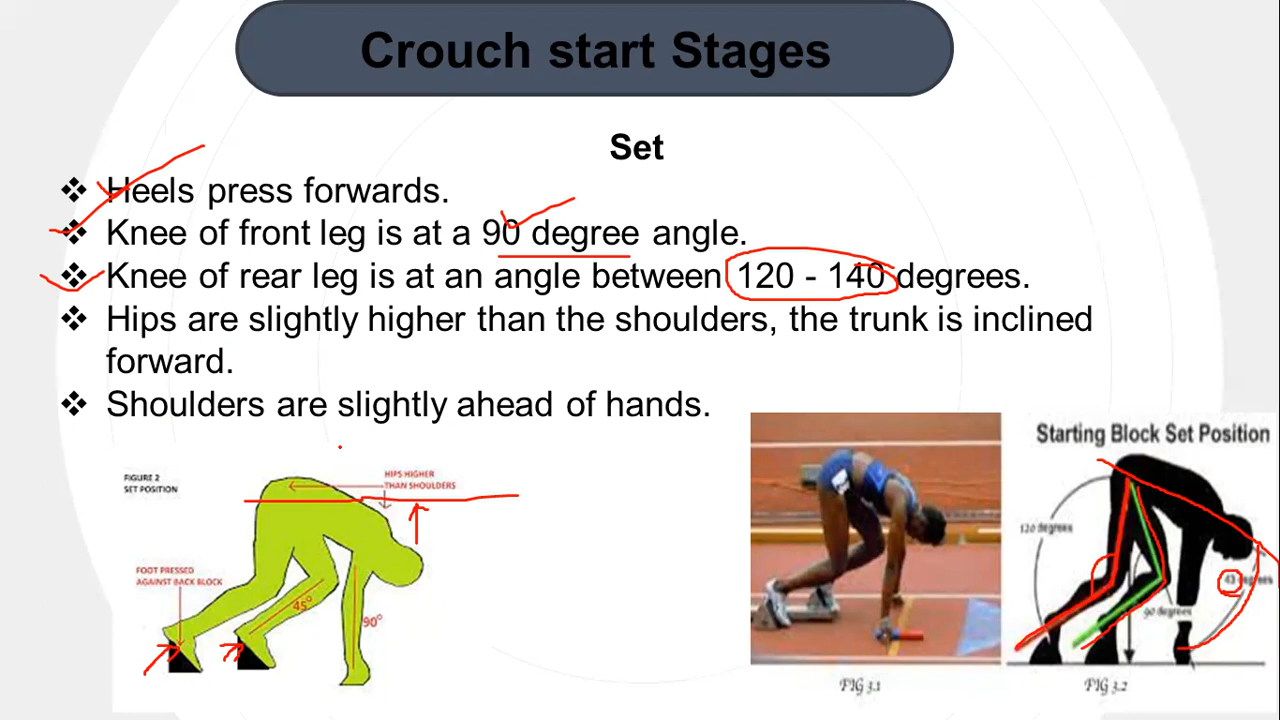 Crouch start Stages
Set
❖ Heels press forwards.
❖ Knee of front leg is at a 90 degree angle.
❖ Knee of rear leg is at an angle between 120 - 140 degrees.
❖ Hips are slightly higher than the shoulders, the trunk is inclined
forward.
❖ Shoulders are slightly ahead of hands.
FIGURE 2
SET POSITION
HIPS HIGHER
THAN SHOULDERS
FOOT PRESSED
AGAINST BACK BLOCK
45°
90°
FIG 3.1
Starting Block Set Position
120 degrees
43 degrees
90 degrees
FIG 3.2